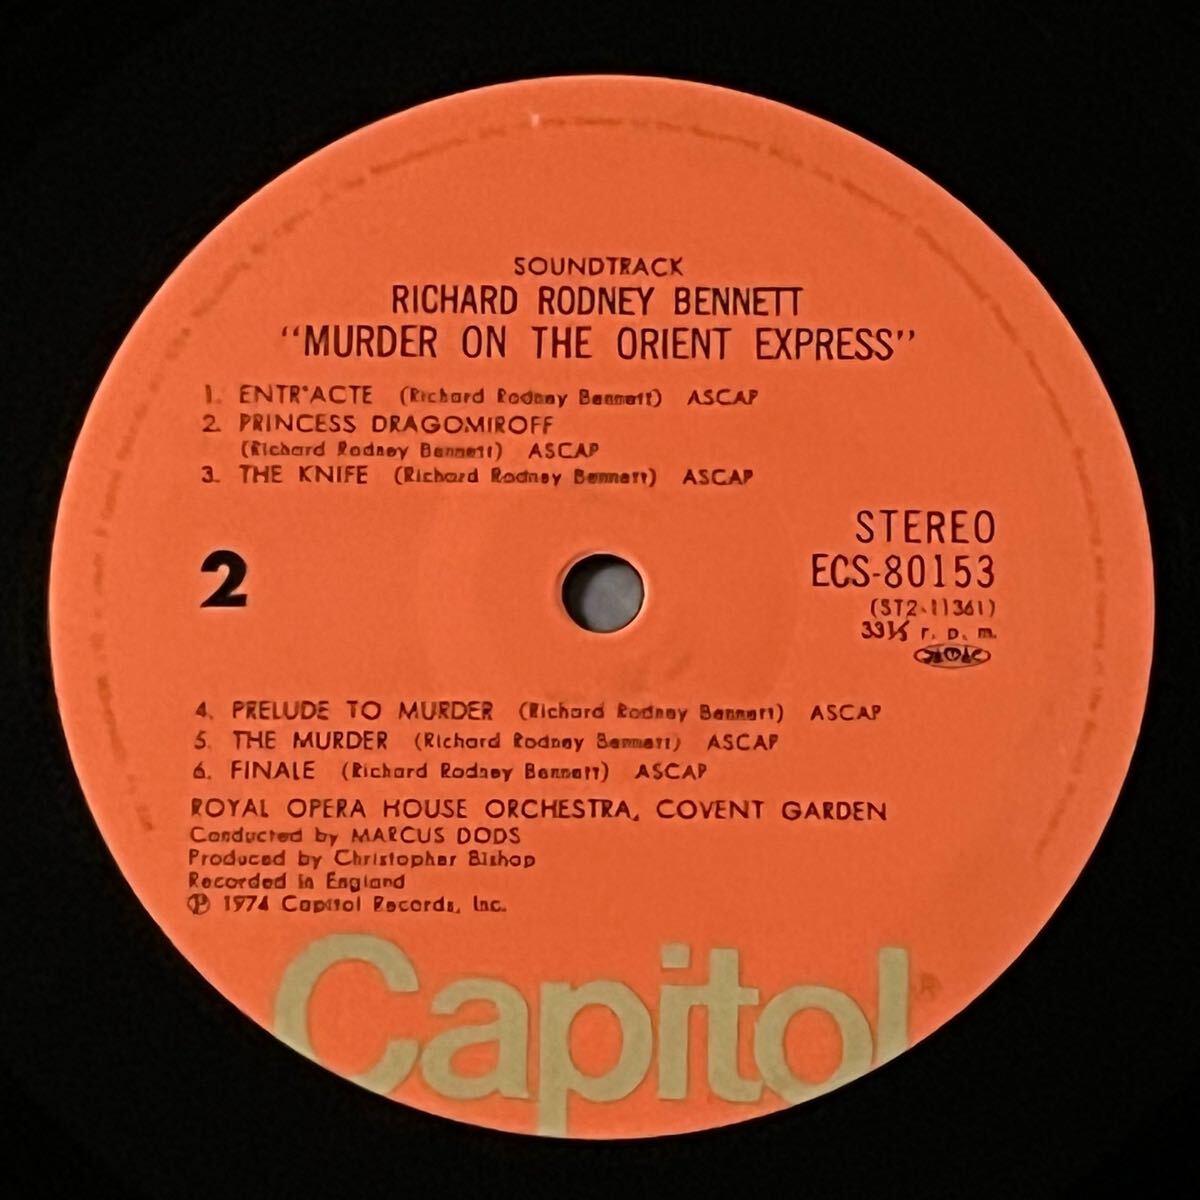 SOUNDTRACK
RICHARD RODNEY BENNETT
"MURDER ON THE ORIENT EXPRESS"
1. ENTR'ACTE (Richard Rodney Bennett) ASCAP
2. PRINCESS DRAGOMIROFF
(Richard Rodney Bennett) ASCAP
3. THE KNIFE (Richard Rodney Bennett) ASCAP
2
STEREO
ECS-80153
(ST2-11361)
33⅓ r. p. m.
4. PRELUDE TO MURDER (Richard Rodney Bennett) ASCAP
5. THE MURDER (Richard Rodney Bennett) ASCAP
6. FINALE (Richard Rodney Bennett) ASCAP
ROYAL OPERA HOUSE ORCHESTRA, COVENT GARDEN
Conducted by MARCUS DODS
Produced by Christopher Bishop
Recorded in England
℗ 1974 Capitol Records, Inc.
Capitol®